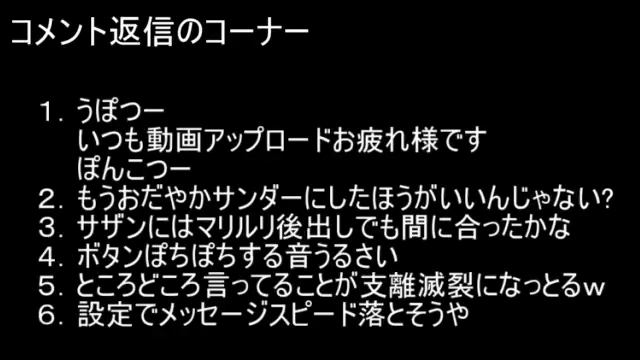 コメント返信のコーナー
１．うぽつー
いつも動画アップロードお疲れ様です
ぽんこつー
２．もうおだやかサンダーにしたほうがいいんじゃない?
３．サザンにはマリルリ後出しでも間に合ったかな
４．ボタンぽちぽちする音うるさい
５．ところどころ言ってることが支離滅裂になっとるｗ
６．設定でメッセージスピード落とそうや